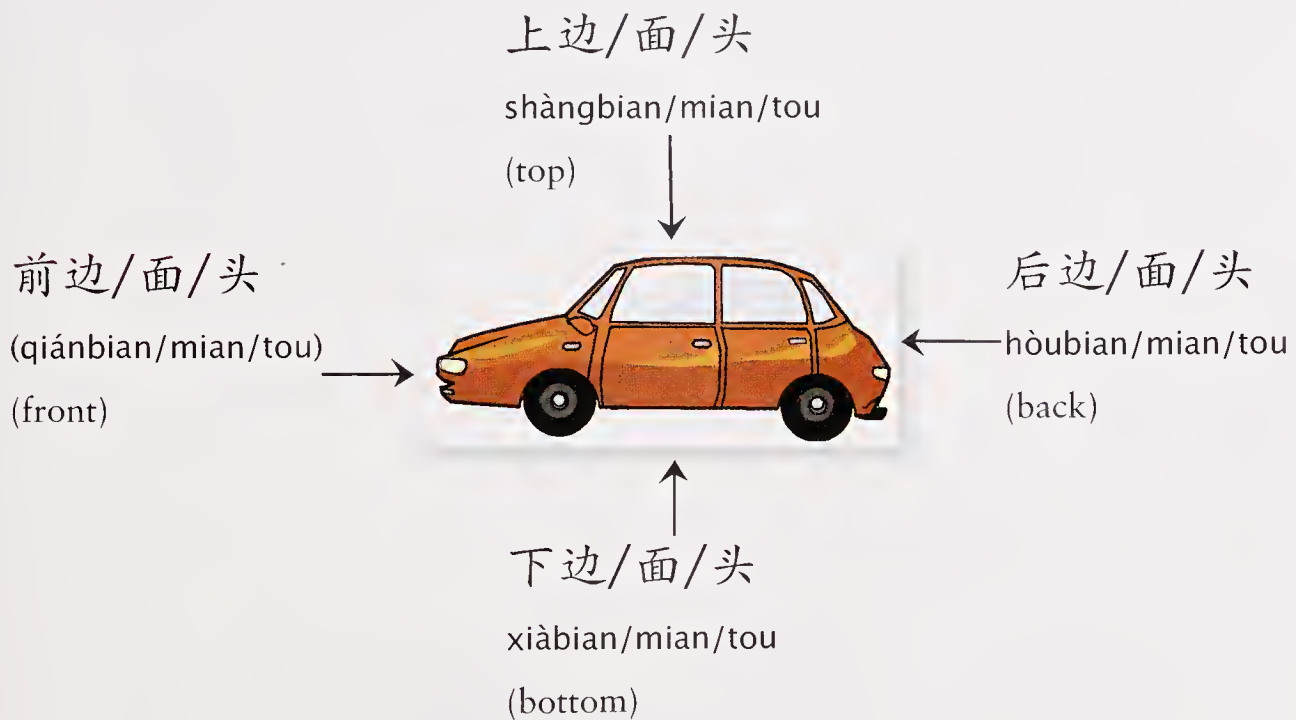 上边/面/头
shàngbian/mian/tou
(top)
前边/面/头
(qiánbian/mian/tou)
(front)
后边/面/头
hòubian/mian/tou
(back)
下边/面/头
xiàbian/mian/tou
(bottom)